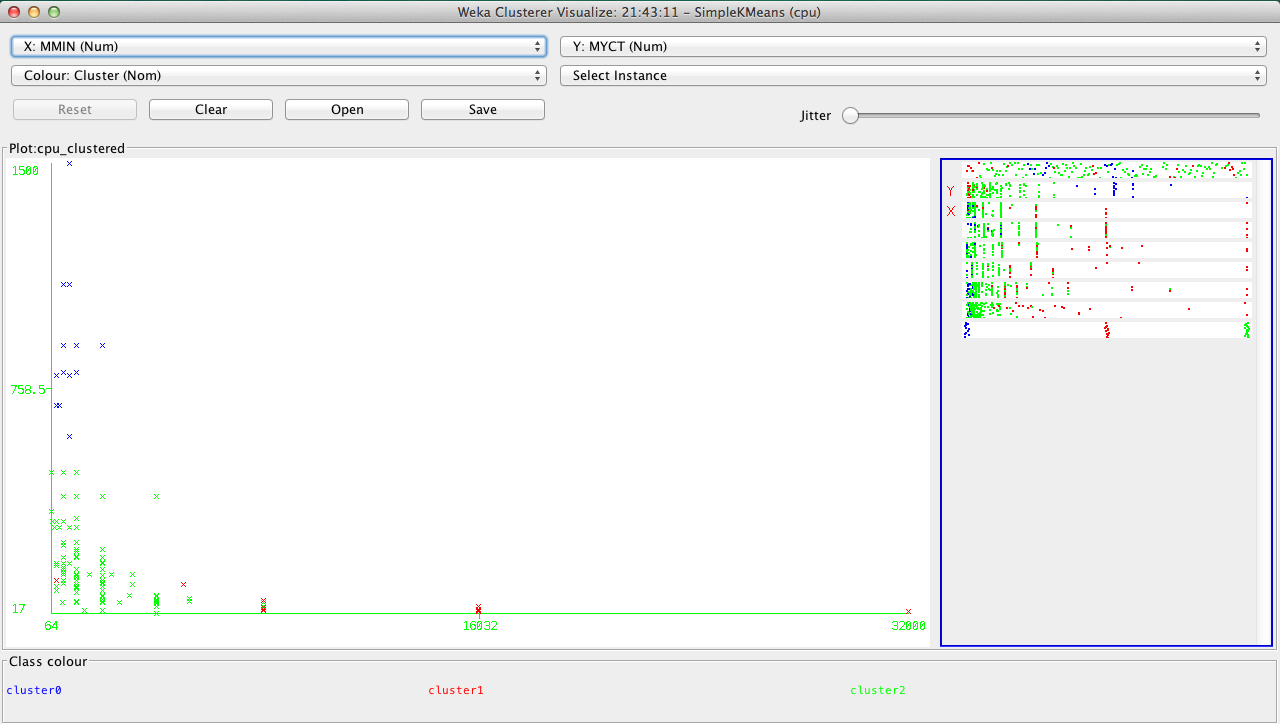 Weka Clusterer Visualize: 21:43:11 – SimpleKMeans (cpu)
X: MMIN (Num)
Y: MYCT (Num)
Colour: Cluster (Nom)
Select Instance
Reset
Clear
Open
Save
Jitter
Plot:cpu_clustered
1500
758.5
17
64
16032
32000
Y
X
Class colour
cluster0
cluster1
cluster2